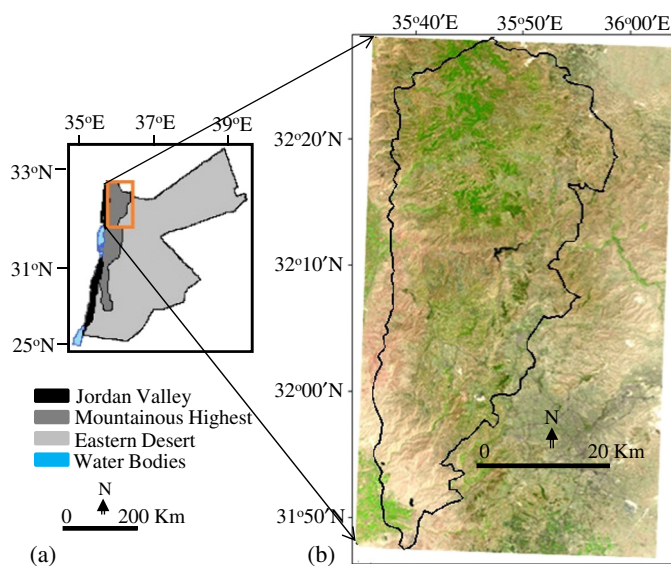 35°40′E 35°50′E 36°00′E
35°E 37°E 39°E
33°N
31°N
25°N
32°20′N
32°10′N
32°00′N
31°50′N
Jordan Valley
Mountainous Highest
Eastern Desert
Water Bodies
N
0 200 Km
(a)
N
0 20 Km
(b)